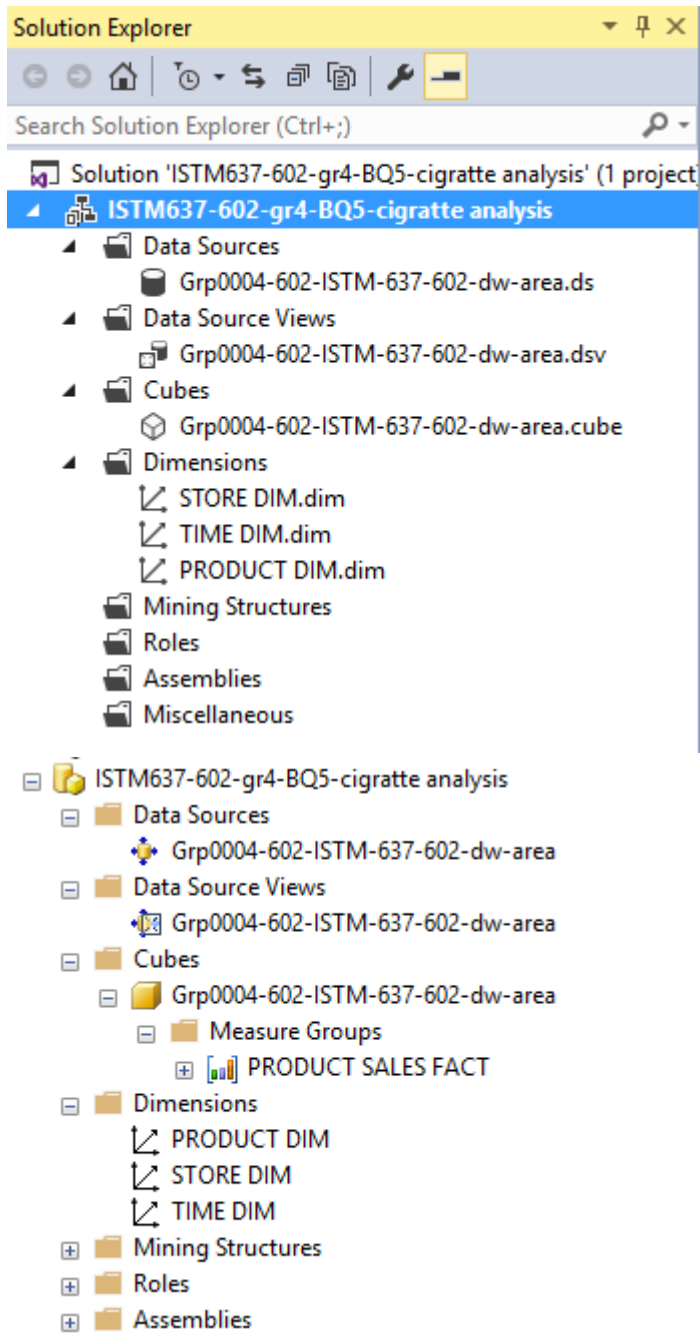 Solution Explorer
Search Solution Explorer (Ctrl+;)
Solution 'ISTM637-602-gr4-BQ5-cigratte analysis' (1 project
ISTM637-602-gr4-BQ5-cigratte analysis
Data Sources
Grp0004-602-ISTM-637-602-dw-area.ds
Data Source Views
Grp0004-602-ISTM-637-602-dw-area.dsv
Cubes
Grp0004-602-ISTM-637-602-dw-area.cube
Dimensions
STORE DIM.dim
TIME DIM.dim
PRODUCT DIM.dim
Mining Structures
Roles
Assemblies
Miscellaneous
ISTM637-602-gr4-BQ5-cigratte analysis
Data Sources
Grp0004-602-ISTM-637-602-dw-area
Data Source Views
Grp0004-602-ISTM-637-602-dw-area
Cubes
Grp0004-602-ISTM-637-602-dw-area
Measure Groups
PRODUCT SALES FACT
Dimensions
PRODUCT DIM
STORE DIM
TIME DIM
Mining Structures
Roles
Assemblies